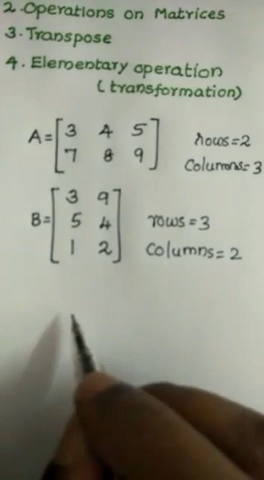 2.Operations on Matrices
3.Transpose
4.Elementary operation
(transformation)
A=[3 4 5 rows=2
7 8 9] Columns=3
B=[3 9
5 4 rows=3
1 2] Columns=2